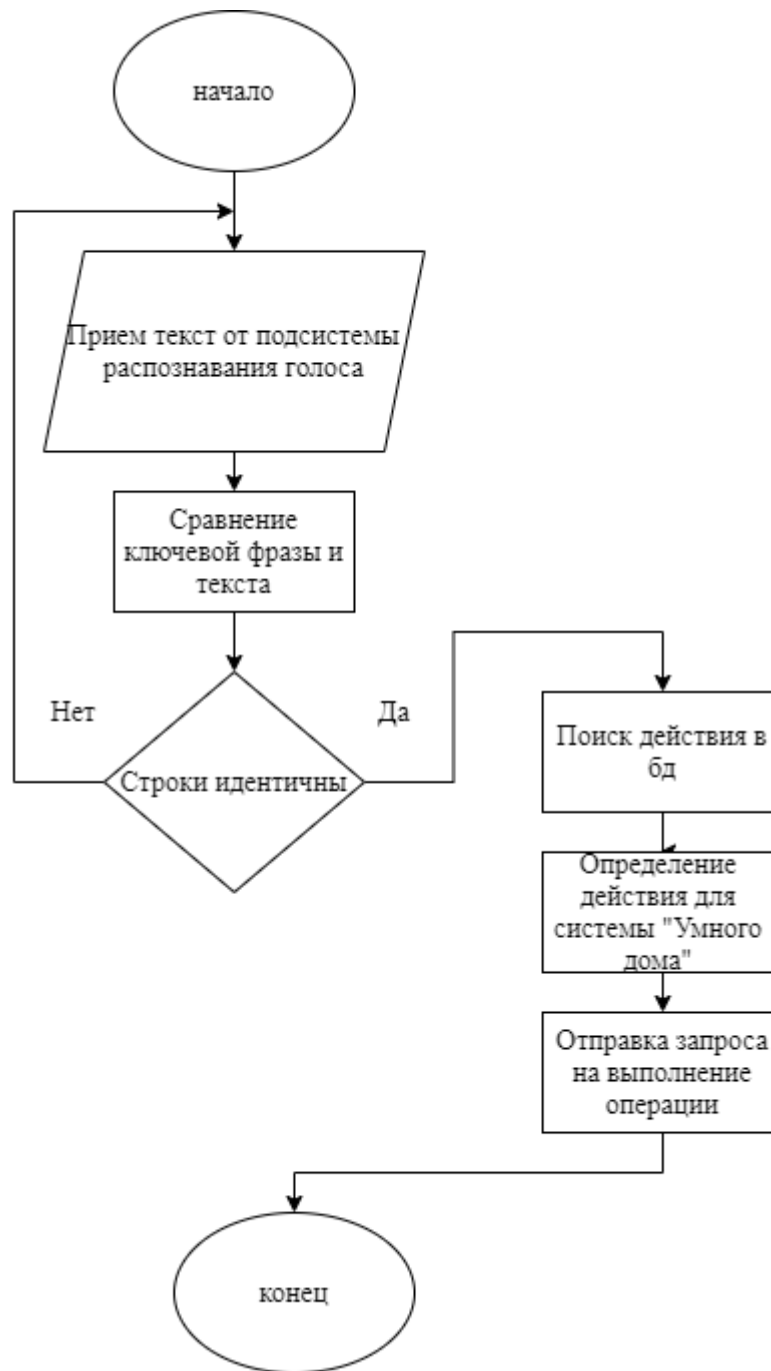 начало
Прием текст от подсистемы
распознавания голоса
Сравнение
ключевой фразы и
текста
Нет
Да
Строки идентичны
Поиск действия в
бд
Определение
действия для
системы "Умного
дома"
Отправка запроса
на выполнение
операции
конец